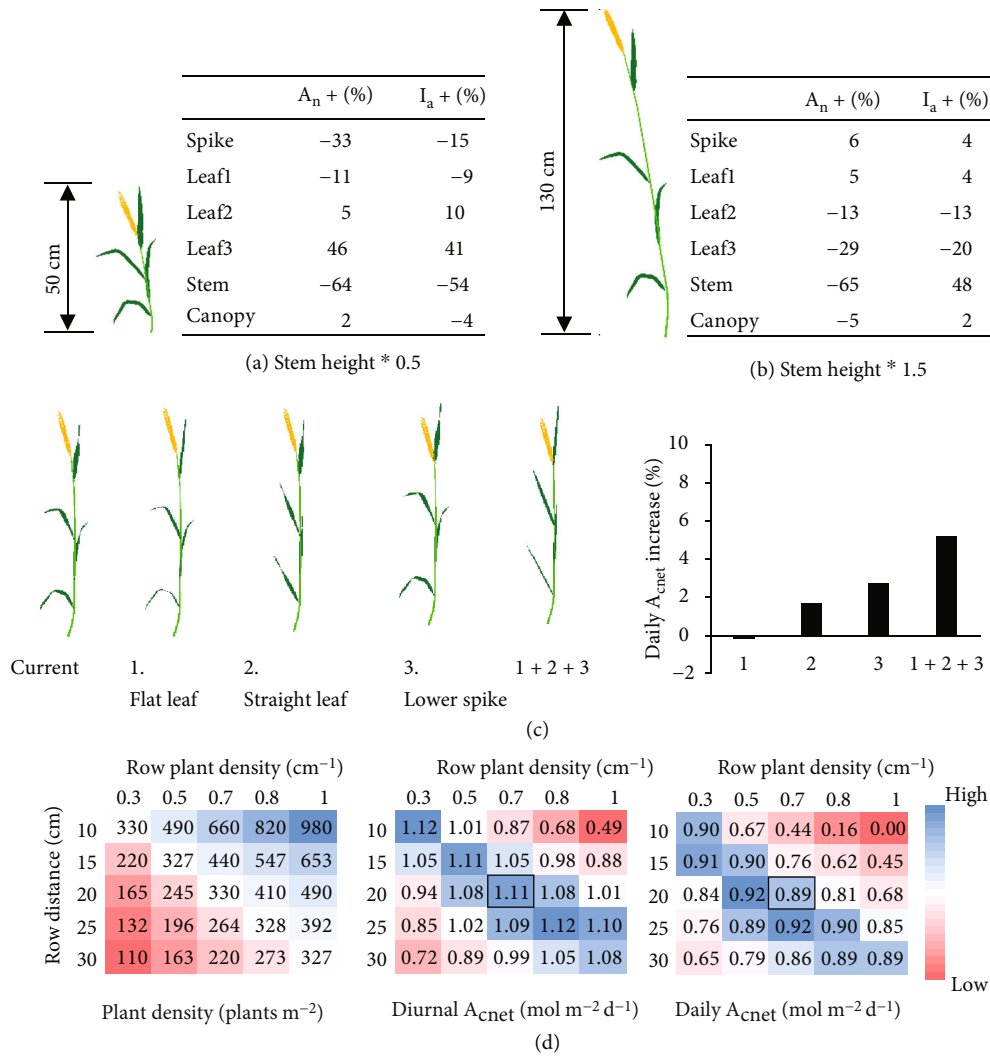 A_n + (%) I_a + (%)
Spike −33 −15
Leaf1 −11 −9
Leaf2 5 10
Leaf3 46 41
Stem −64 −54
Canopy 2 −4
50 cm
(a) Stem height * 0.5
A_n + (%) I_a + (%)
Spike 6 4
Leaf1 5 4
Leaf2 −13 −13
Leaf3 −29 −20
Stem −65 48
Canopy −5 2
130 cm
(b) Stem height * 1.5
Current
1.
Flat leaf
2.
Straight leaf
3.
Lower spike
1 + 2 + 3
Daily A_cnet increase (%)
10
8
6
4
2
0
−2
1 2 3 1 + 2 + 3
(c)
Row plant density (cm⁻¹)
0.3 0.5 0.7 0.8 1
Row distance (cm)
10 330 490 660 820 980
15 220 327 440 547 653
20 165 245 330 410 490
25 132 196 264 328 392
30 110 163 220 273 327
Plant density (plants m⁻²)
Row plant density (cm⁻¹)
0.3 0.5 0.7 0.8 1
10 1.12 1.01 0.87 0.68 0.49
15 1.05 1.11 1.05 0.98 0.88
20 0.94 1.08 1.11 1.08 1.01
25 0.85 1.02 1.09 1.12 1.10
30 0.72 0.89 0.99 1.05 1.08
Diurnal A_cnet (mol m⁻² d⁻¹)
Row plant density (cm⁻¹)
0.3 0.5 0.7 0.8 1
10 0.90 0.67 0.44 0.16 0.00
15 0.91 0.90 0.76 0.62 0.45
20 0.84 0.92 0.89 0.81 0.68
25 0.76 0.89 0.92 0.90 0.85
30 0.65 0.79 0.86 0.89 0.89
Daily A_cnet (mol m⁻² d⁻¹)
High
Low
(d)